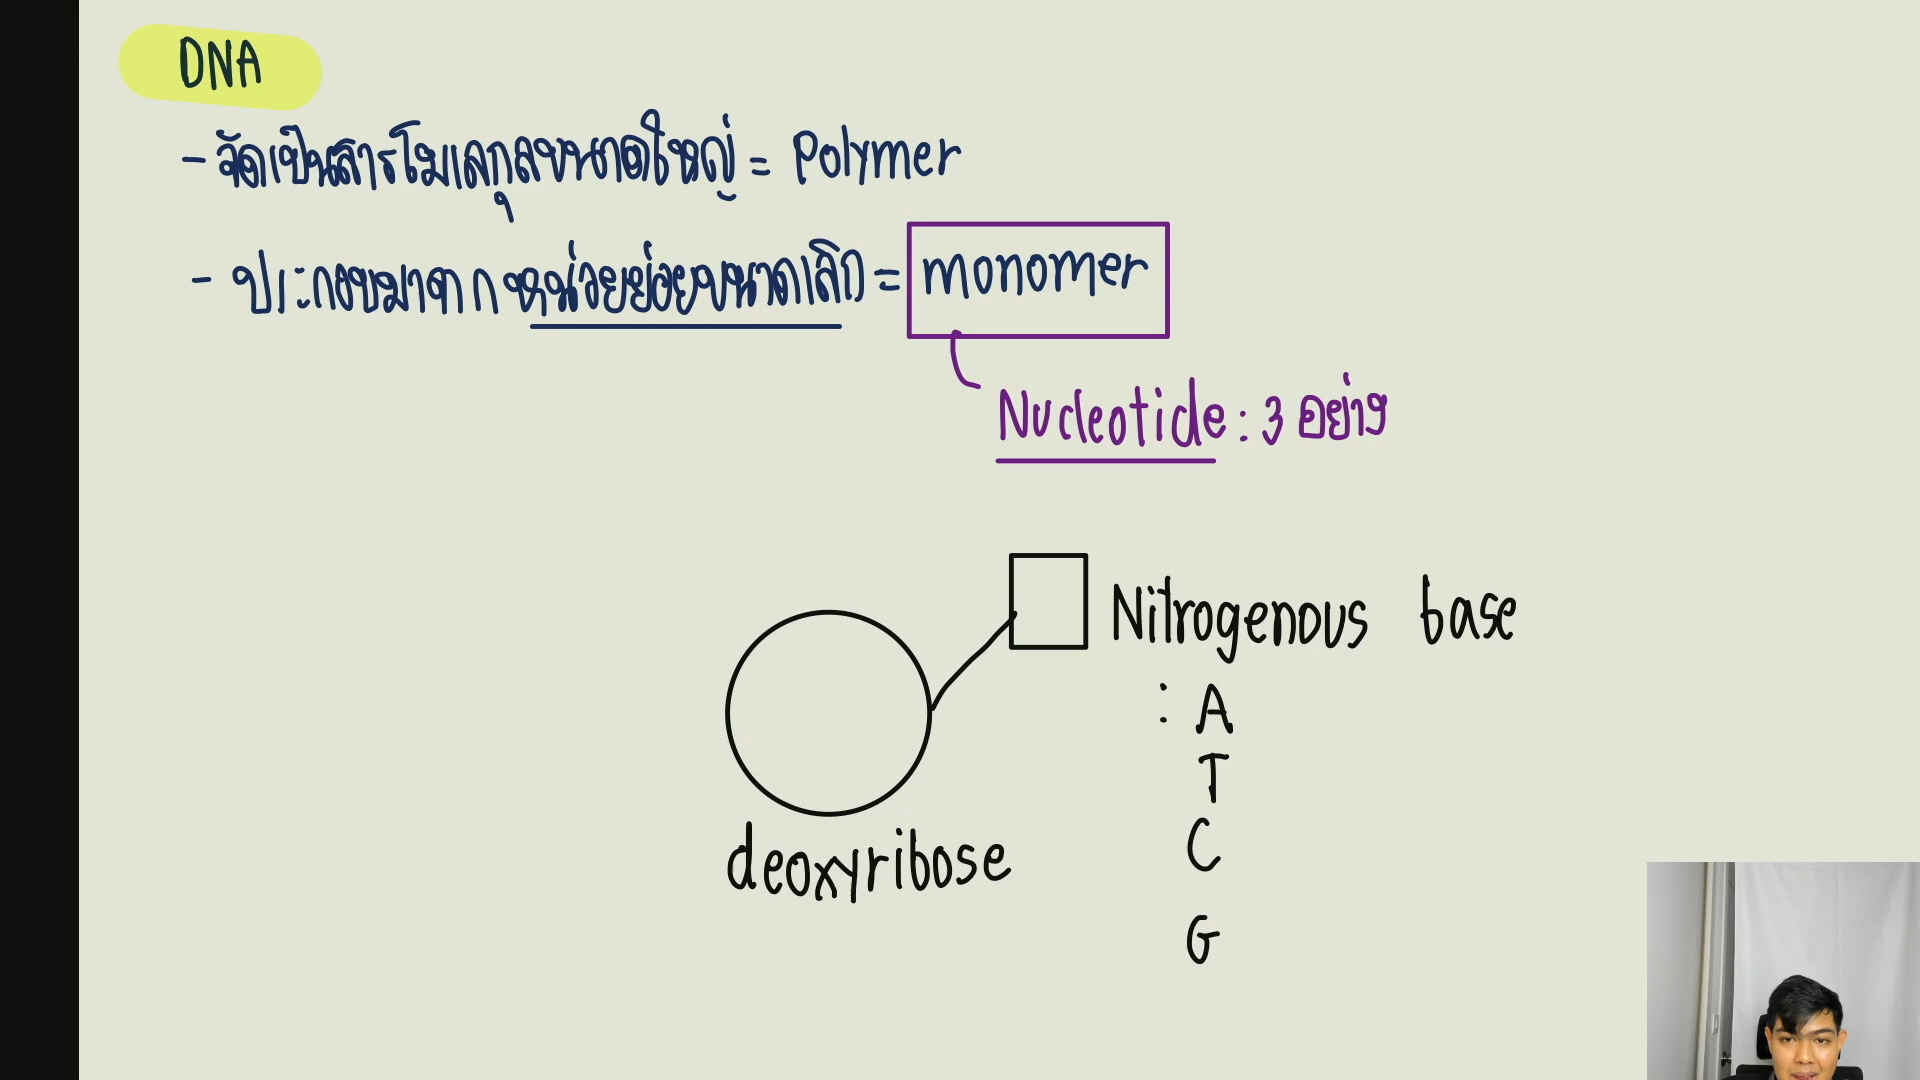 DNA
- จัดเป็นสารโมเลกุลขนาดใหญ่ = Polymer
- ประกอบมาจาก หน่วยย่อยขนาดเล็ก = monomer
Nucleotide : 3 อย่าง
Nitrogenous base
: A
T
C
G
deoxyribose